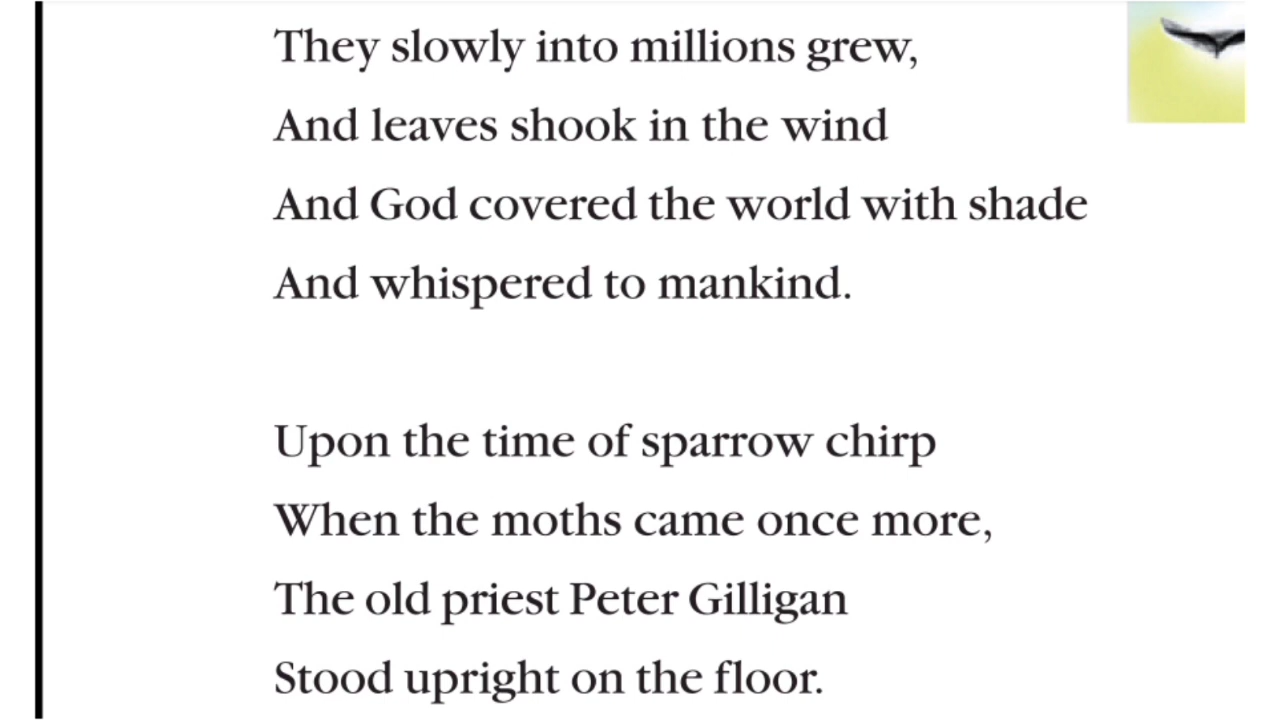 They slowly into millions grew,
And leaves shook in the wind
And God covered the world with shade
And whispered to mankind.
Upon the time of sparrow chirp
When the moths came once more,
The old priest Peter Gilligan
Stood upright on the floor.